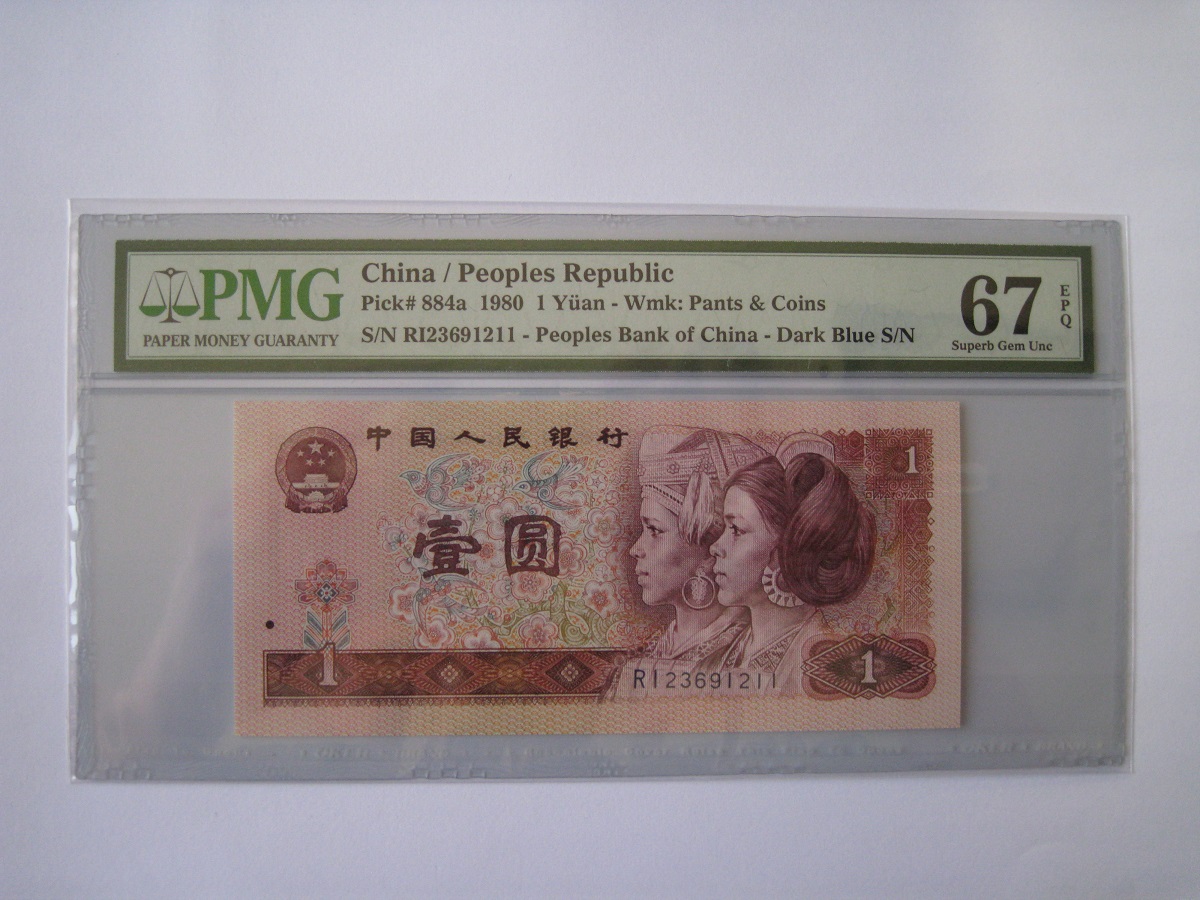 PMG
PAPER MONEY GUARANTY
China / Peoples Republic
Pick# 884a 1980 1 Yüan - Wmk: Pants & Coins
S/N RI23691211 - Peoples Bank of China - Dark Blue S/N
67
EPQ
Superb Gem Unc
中国人民银行
1
壹圆
1
RI23691211
1